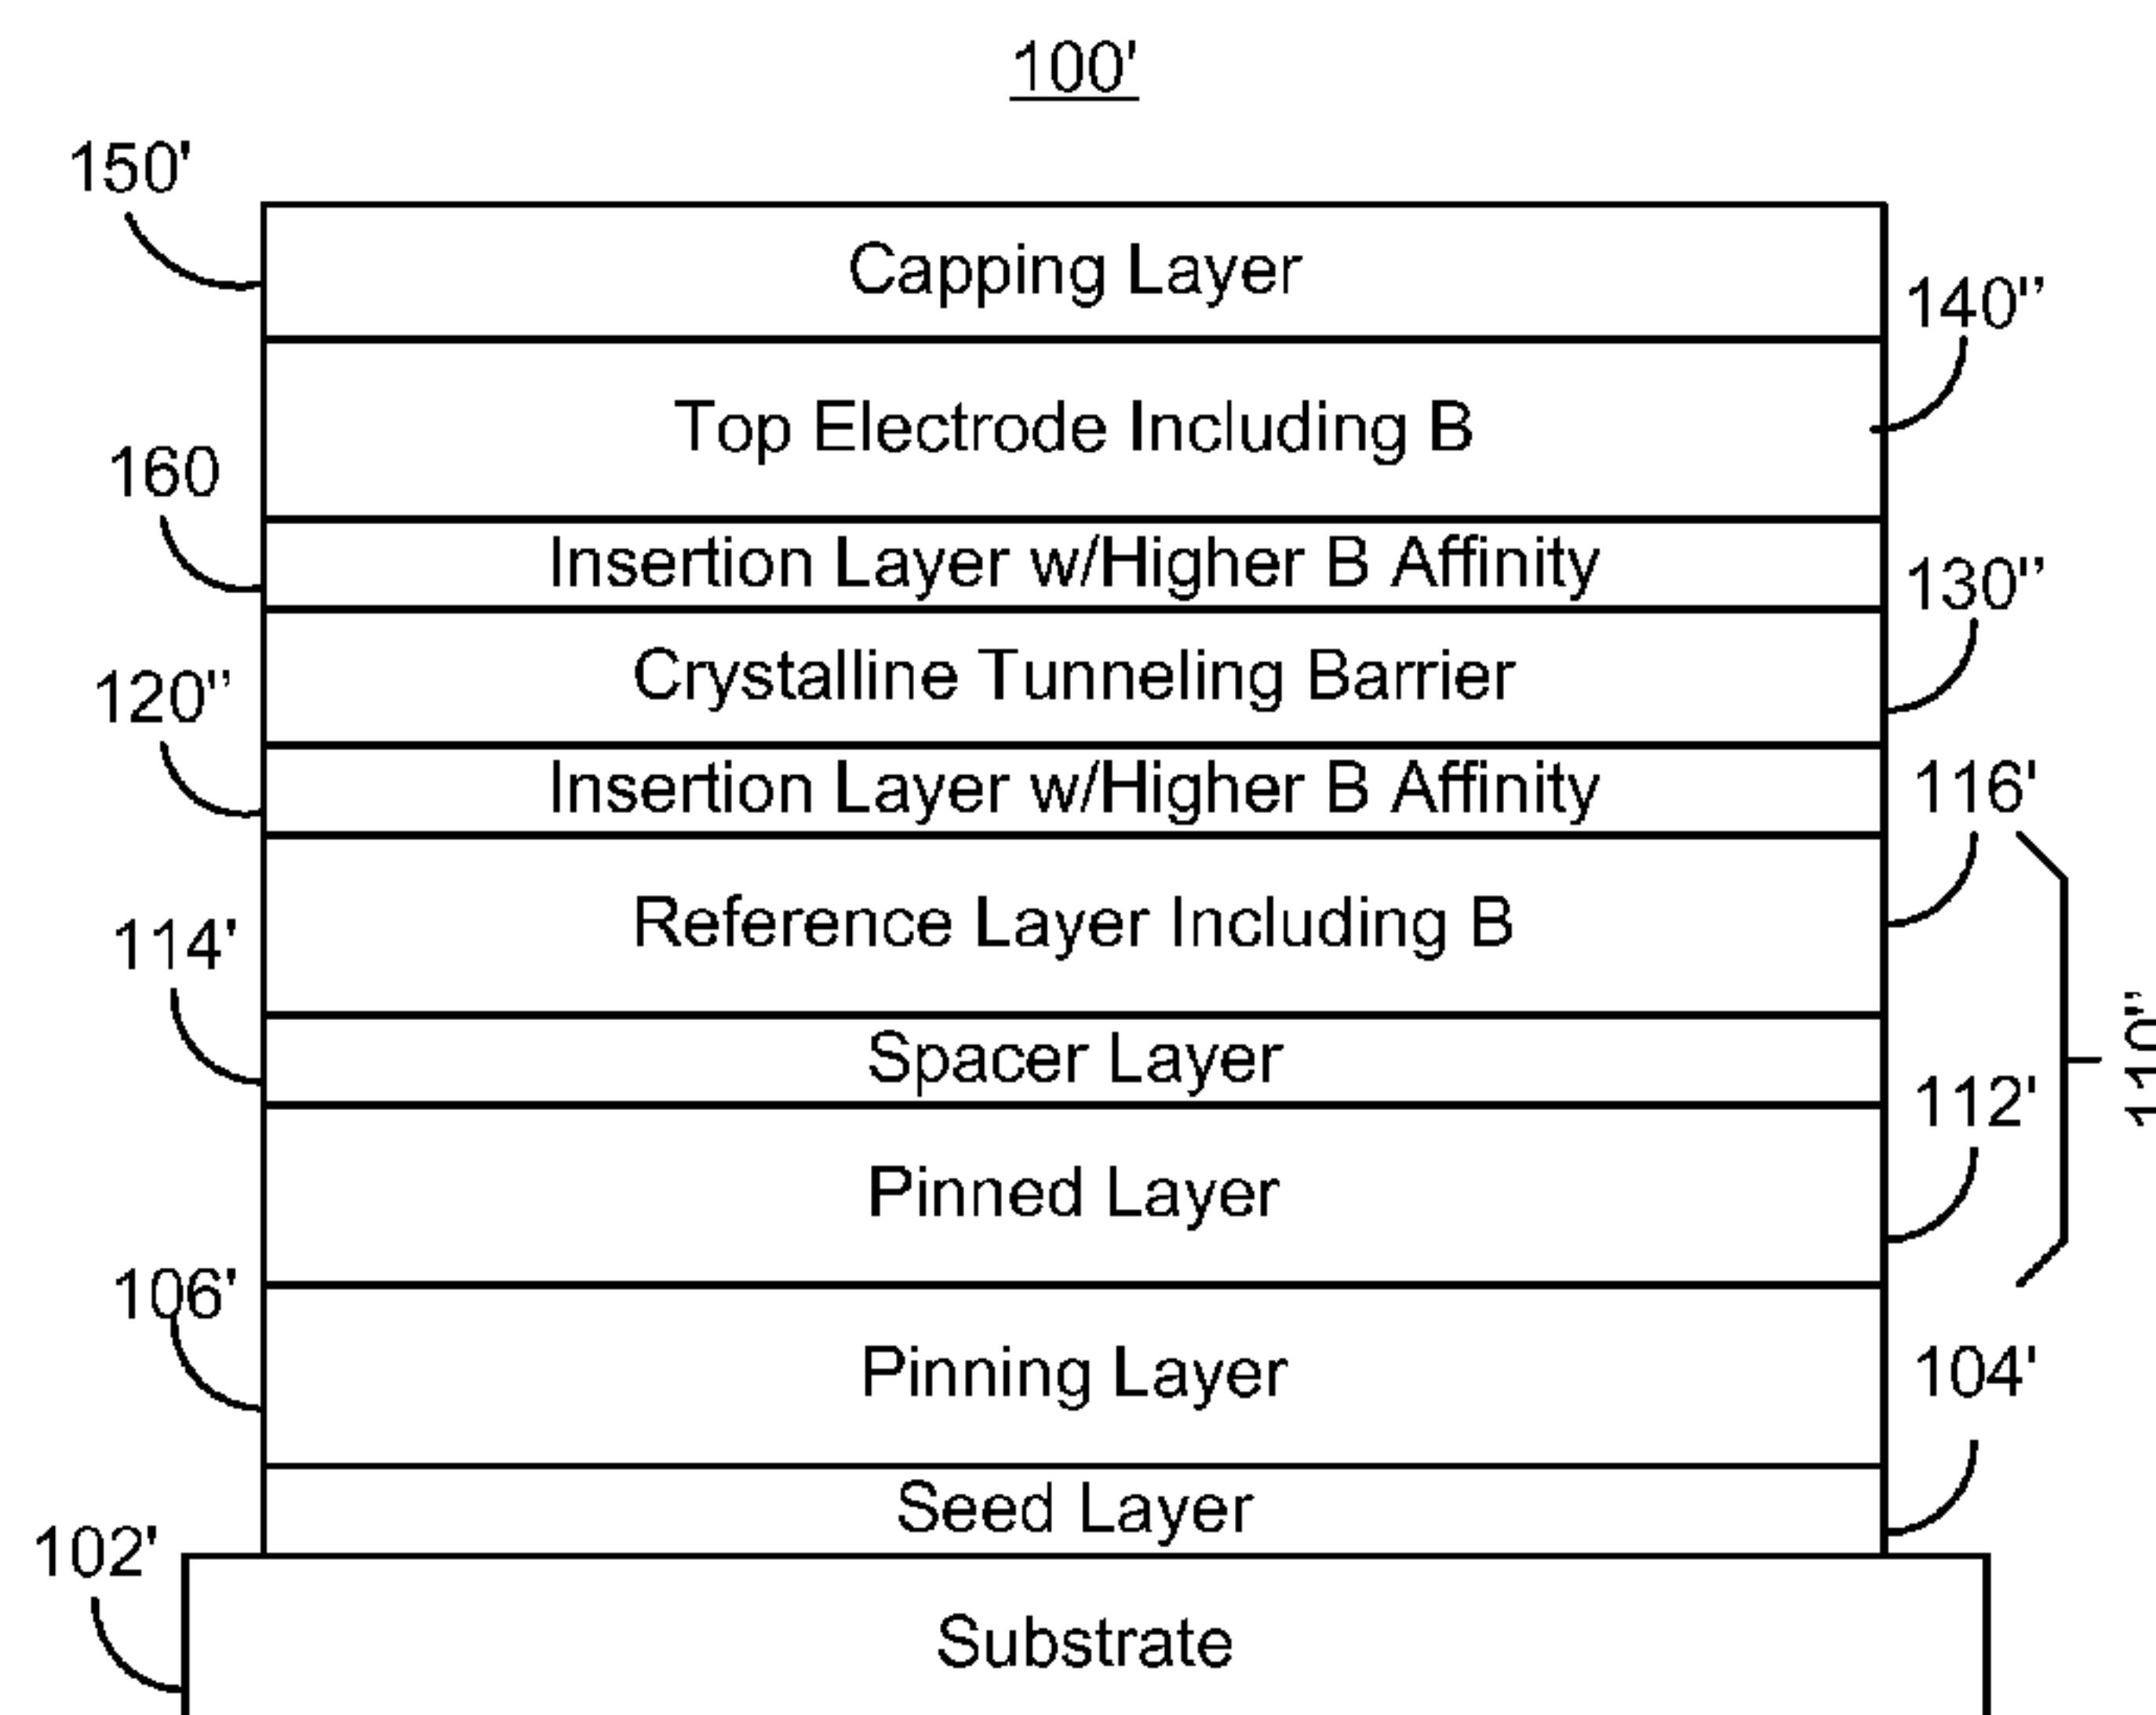 100'
150'
Capping Layer
140"
Top Electrode Including B
160
Insertion Layer w/Higher B Affinity
130"
Crystalline Tunneling Barrier
120"
Insertion Layer w/Higher B Affinity
116'
Reference Layer Including B
114'
Spacer Layer
110"
112'
Pinned Layer
106'
Pinning Layer
104'
Seed Layer
102'
Substrate